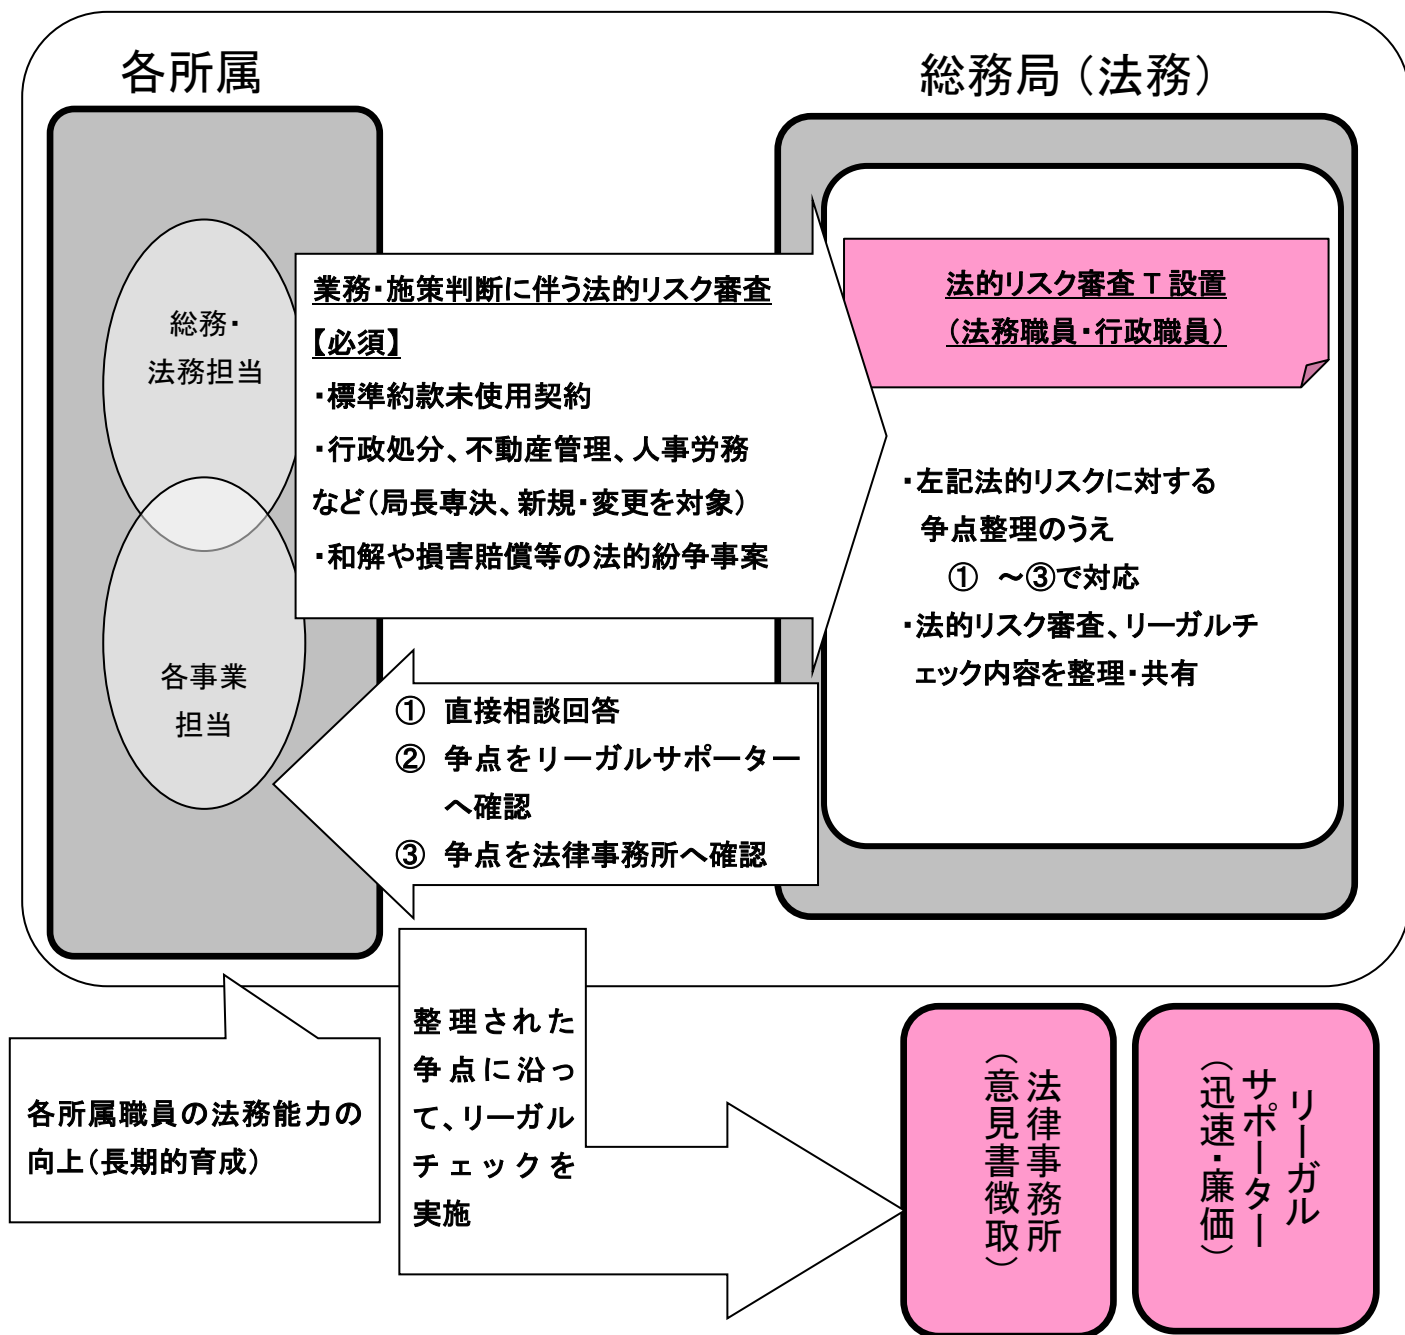 各所属
総務局（法務）
総務・
法務担当
各事業
担当
業務・施策判断に伴う法的リスク審査
【必須】
・標準約款未使用契約
・行政処分、不動産管理、人事労務
など（局長専決、新規・変更を対象）
・和解や損害賠償等の法的紛争事案
法的リスク審査 T 設置
（法務職員・行政職員）
・左記法的リスクに対する
争点整理のうえ
① ～③で対応
・法的リスク審査、リーガルチ
ェック内容を整理・共有
① 直接相談回答
② 争点をリーガルサポーター
へ確認
③ 争点を法律事務所へ確認
各所属職員の法務能力の
向上（長期的育成）
整理された
争点に沿っ
て、リーガル
チェックを
実施
法律事務所
（意見書徴取）
リーガル
サポーター
（迅速・廉価）